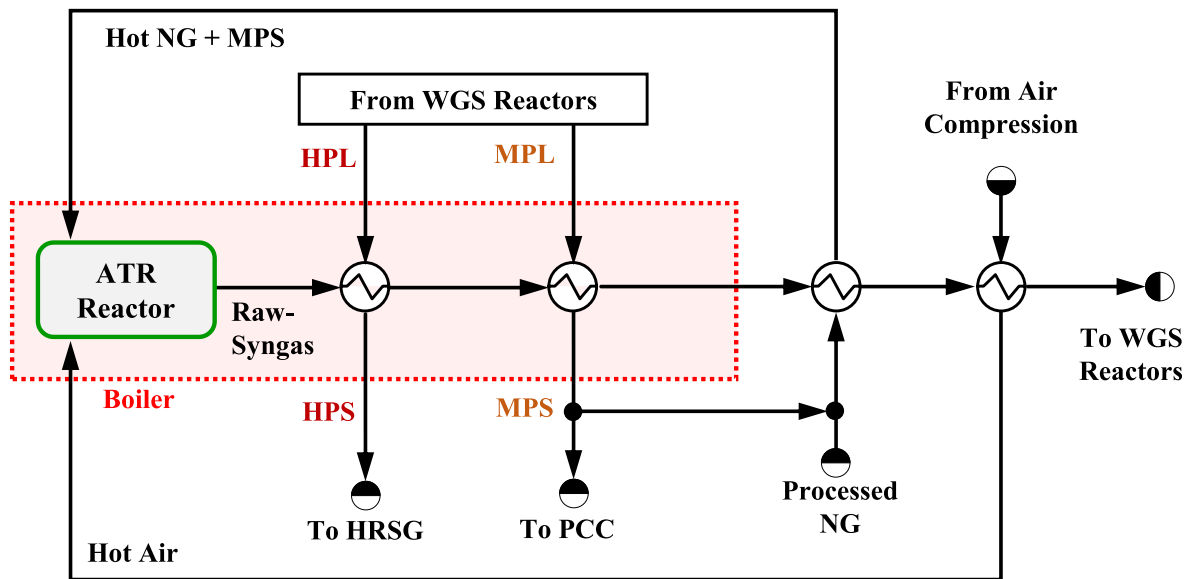 Hot NG + MPS
From WGS Reactors
From Air
Compression
HPL
MPL
ATR
Reactor
Raw-
Syngas
To WGS
Reactors
Boiler
HPS
MPS
Processed
NG
To HRSG
To PCC
Hot Air